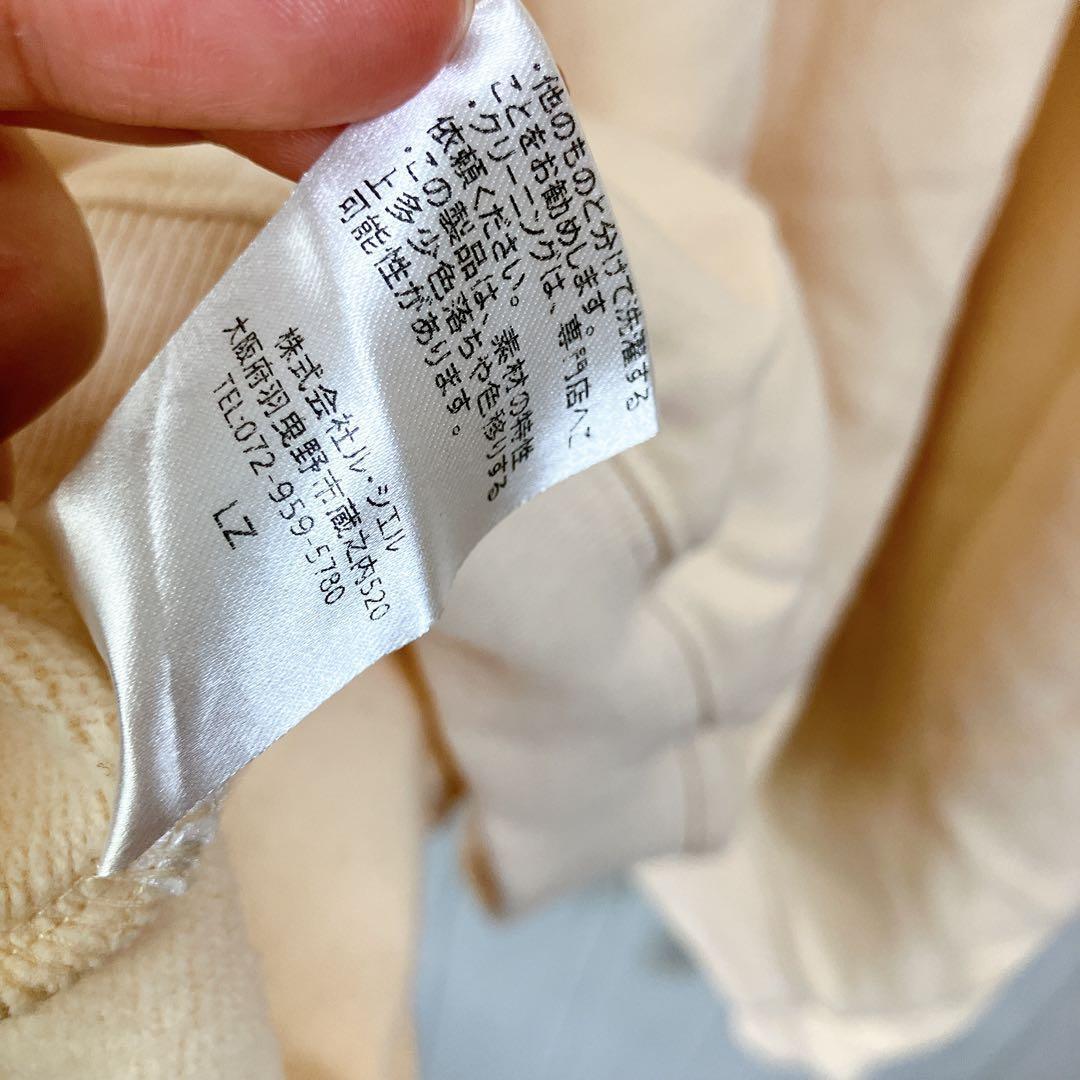 ・他のものと分けて洗濯する
ことをお勧めします。
・クリーニングは、専門店へご
依頼ください。 素材の特性
・この製品は、
上多少色落ちや色移りする
可能性があります。
株式会社ル・シエル
大阪府羽曳野市蔵之内520
TEL:072-959-5780
LZ